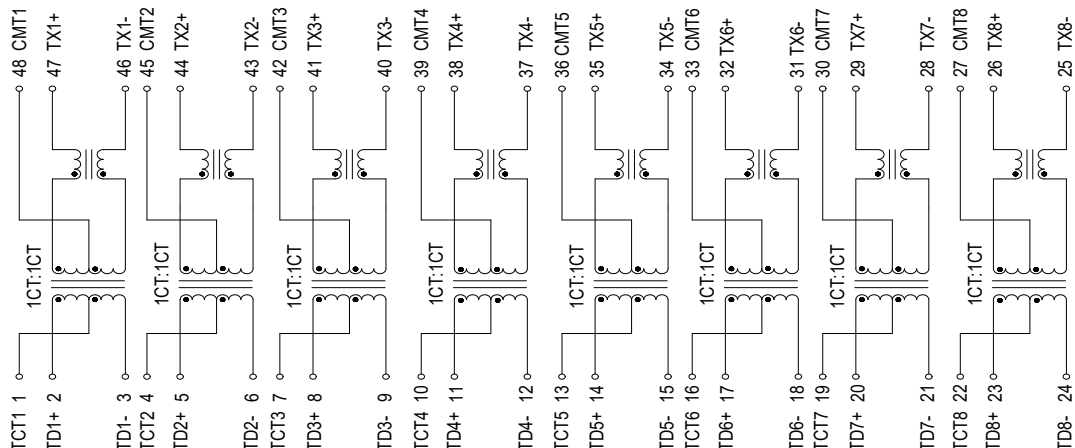 48 CMT1
47 TX1+
46 TX1-
45 CMT2
44 TX2+
43 TX2-
42 CMT3
41 TX3+
40 TX3-
39 CMT4
38 TX4+
37 TX4-
36 CMT5
35 TX5+
34 TX5-
33 CMT6
32 TX6+
31 TX6-
30 CMT7
29 TX7+
28 TX7-
27 CMT8
26 TX8+
25 TX8-
1CT:1CT
1CT:1CT
1CT:1CT
1CT:1CT
1CT:1CT
1CT:1CT
1CT:1CT
1CT:1CT
TCT1 1
TD1+ 2
TD1- 3
TCT2 4
TD2+ 5
TD2- 6
TCT3 7
TD3+ 8
TD3- 9
TCT4 10
TD4+ 11
TD4- 12
TCT5 13
TD5+ 14
TD5- 15
TCT6 16
TD6+ 17
TD6- 18
TCT7 19
TD7+ 20
TD7- 21
TCT8 22
TD8+ 23
TD8- 24